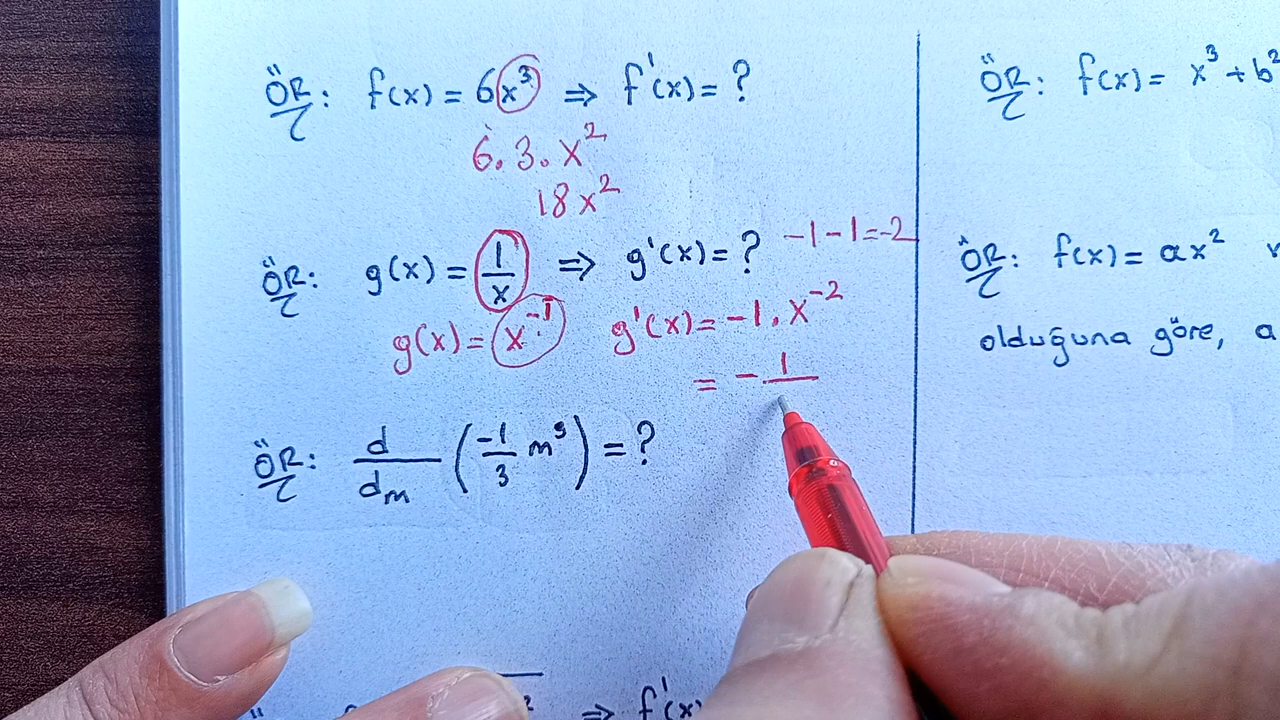 ÖR: f(x) = 6x³ ⇒ f'(x) = ?
6.3.x²
18x²
ÖR: g(x) = 1/x ⇒ g'(x) = ? -1-1=-2
g(x) = x⁻¹ g'(x) = -1.x⁻²
= - 1
ÖR: d/dm (-1/3 m⁵) = ?
⇒ f'(x)
ÖR: f(x) = x³ + b²
ÖR: f(x) = ax²
olduğuna göre, a